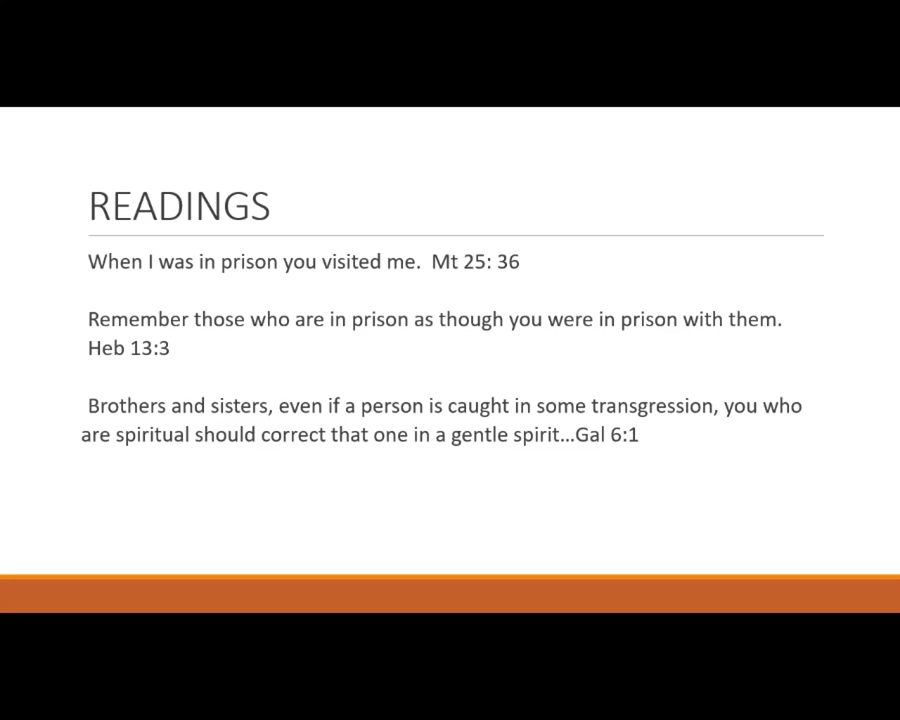 READINGS
When I was in prison you visited me.  Mt 25: 36
Remember those who are in prison as though you were in prison with them.
Heb 13:3
Brothers and sisters, even if a person is caught in some transgression, you who
are spiritual should correct that one in a gentle spirit…Gal 6:1